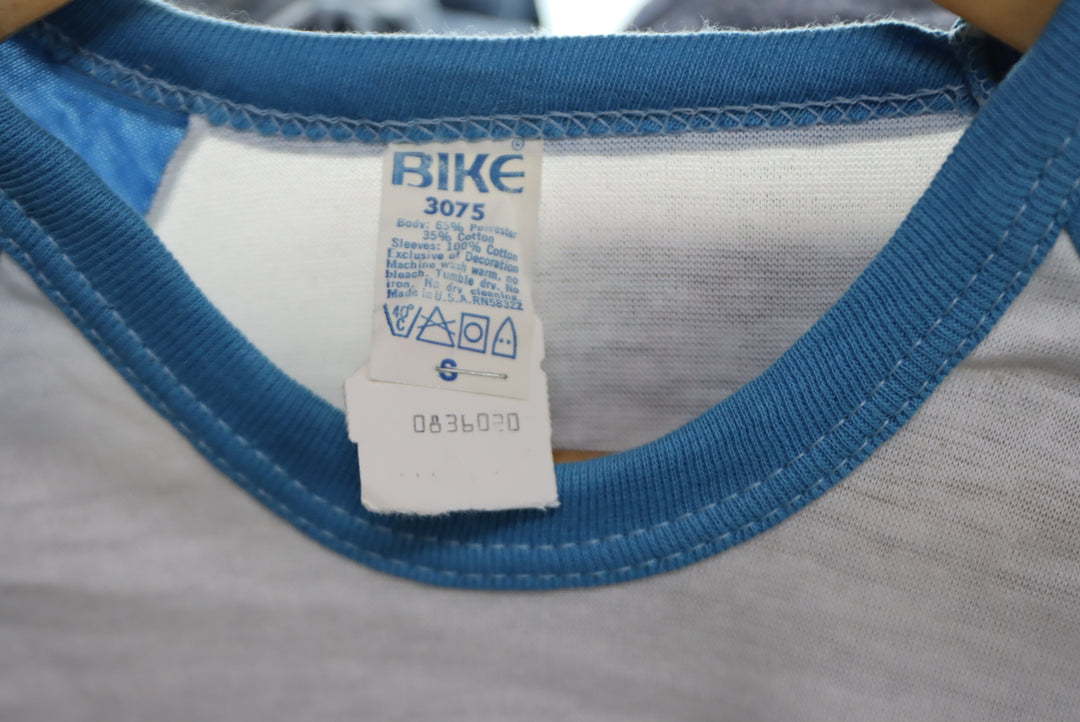 BIKE®
3075
Body: 65% Polyester
35% Cotton
Sleeves: 100% Cotton
Exclusive of Decoration
Machine wash warm, no
bleach. Tumble dry. No
iron. No dry cleaning.
Made in U.S.A. RN58322
40°
C
S
0836020